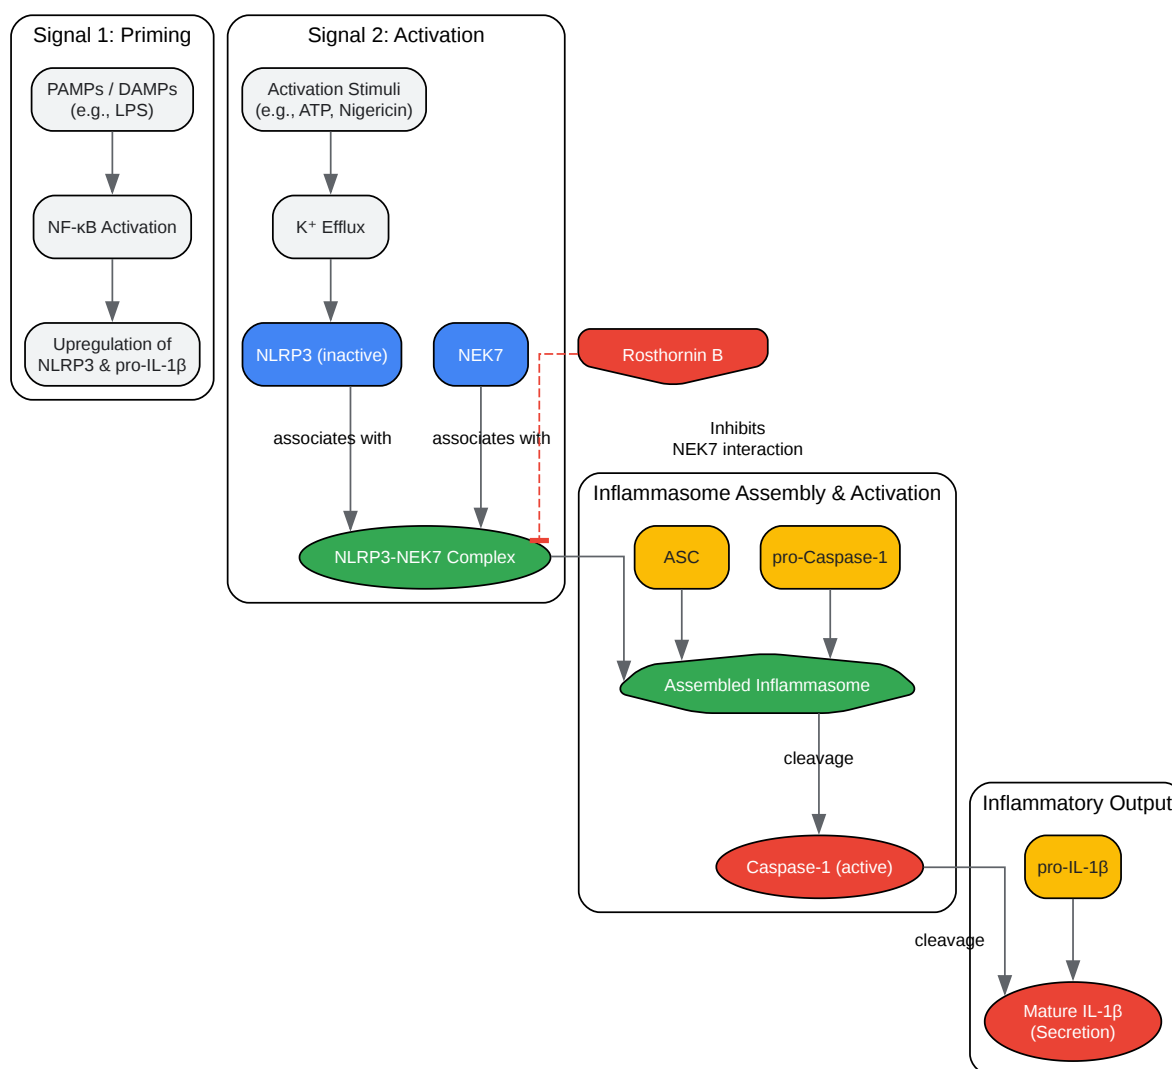 Signal 1: Priming
PAMPs / DAMPs
(e.g., LPS)
NF-κB Activation
Upregulation of
NLRP3 & pro-IL-1β
Signal 2: Activation
Activation Stimuli
(e.g., ATP, Nigericin)
K⁺ Efflux
NLRP3 (inactive)
NEK7
Rosthornin B
associates with
associates with
Inhibits
NEK7 interaction
NLRP3-NEK7 Complex
Inflammasome Assembly & Activation
ASC
pro-Caspase-1
Assembled Inflammasome
cleavage
Caspase-1 (active)
Inflammatory Output
pro-IL-1β
cleavage
Mature IL-1β
(Secretion)